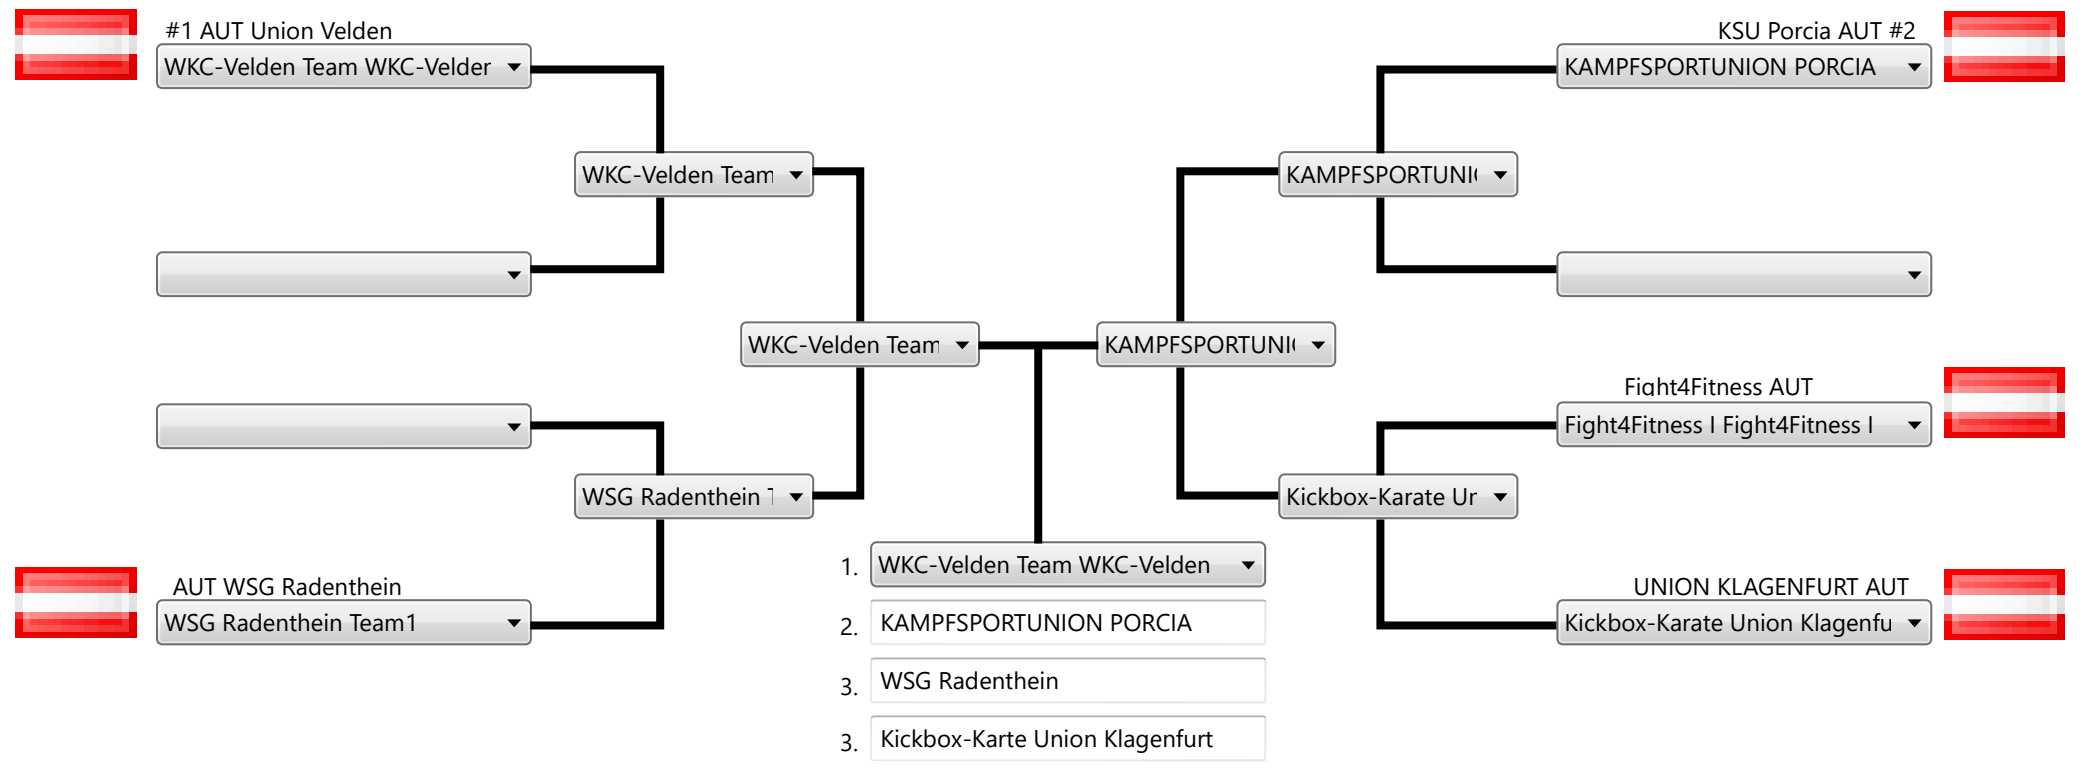 #1 AUT Union Velden
WKC-Velden Team WKC-Velder
KSU Porcia AUT #2
KAMPFSPORTUNION PORCIA
WKC-Velden Team
KAMPFSPORTUNI
WKC-Velden Team
KAMPFSPORTUNI
Fight4Fitness AUT
Fight4Fitness I Fight4Fitness I
WSG Radenthein
Kickbox-Karate Ur
AUT WSG Radenthein
WSG Radenthein Team1
UNION KLAGENFURT AUT
Kickbox-Karate Union Klagenfu
1. WKC-Velden Team WKC-Velden
2. KAMPFSPORTUNION PORCIA
3. WSG Radenthein
3. Kickbox-Karte Union Klagenfurt